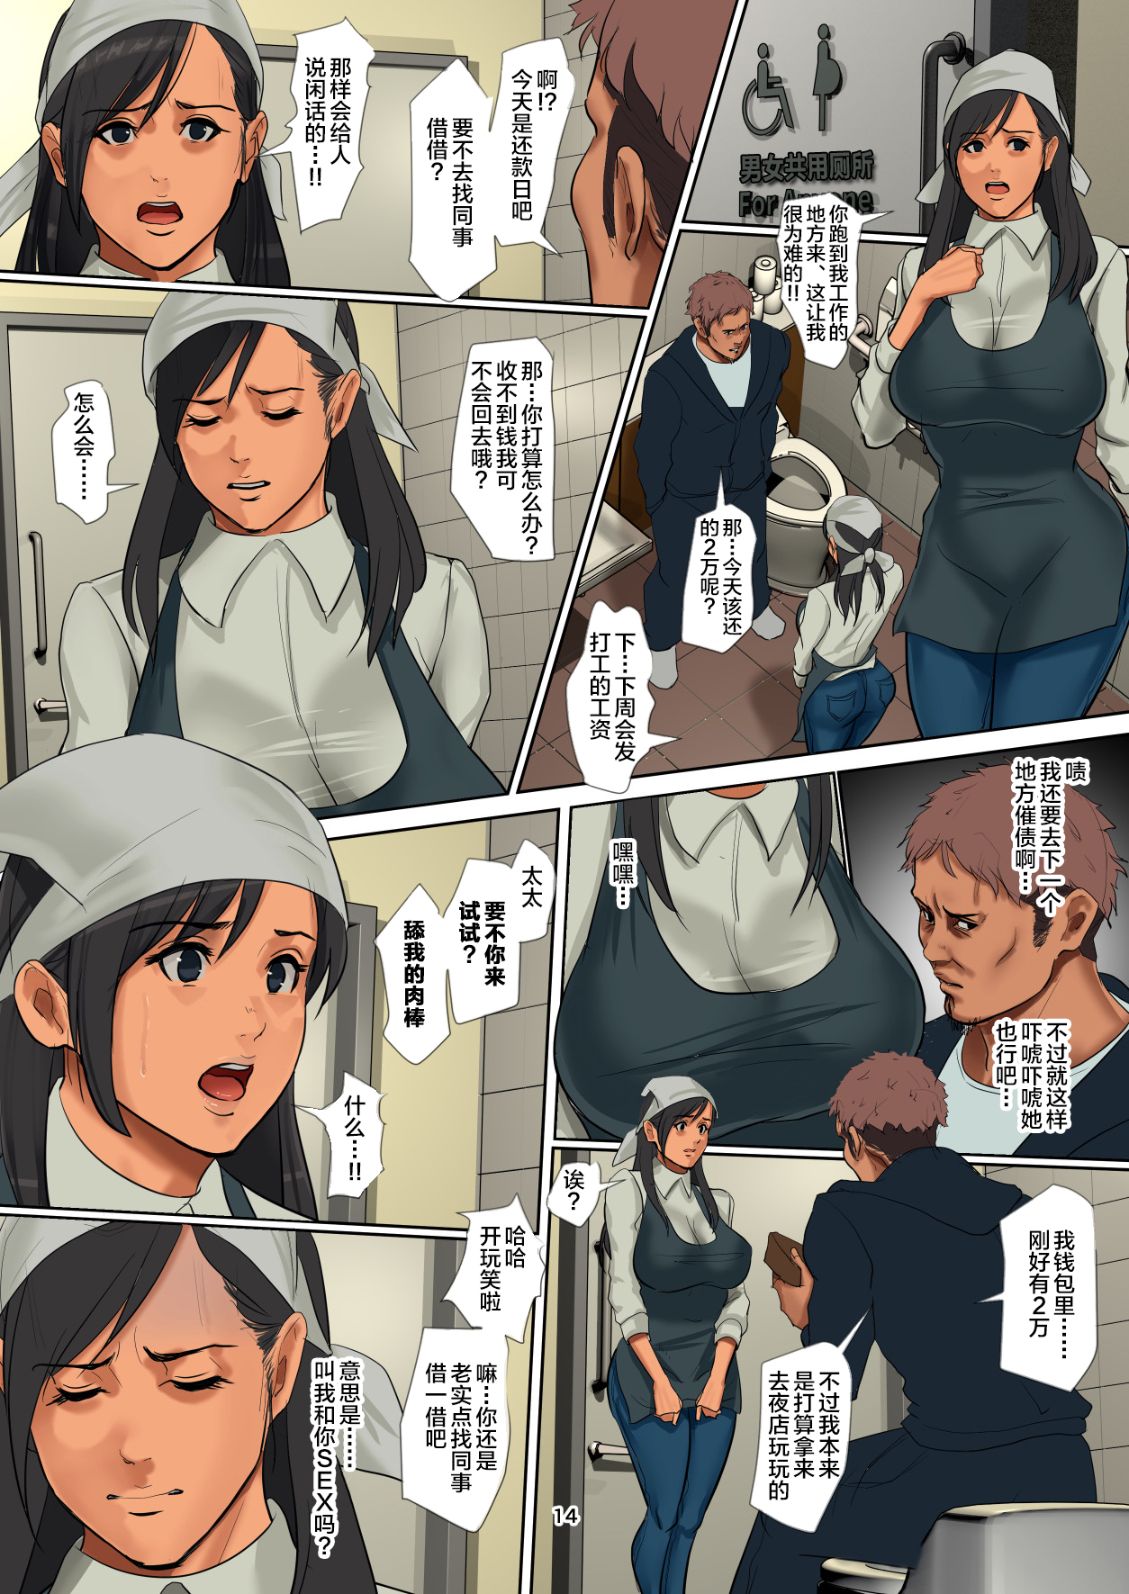 男女共用厕所
For Anyone
你跑到我工作的
地方来、这让我
很为难的!!
那…今天该还
的2万呢?
下…下周会发
打工的工资
啊!?
今天是还款日吧
要不去找同事
借借?
那样会给人
说闲话的…!!
那…你打算怎么办?
收不到钱我可
不会回去哦?
怎么会……
啧
我还要去下一个
地方催债啊…
不过就这样
吓唬吓唬她
也行吧…
嘿嘿…
我钱包里……
刚好有2万
不过我本来
是打算拿来
去夜店玩玩的
诶?
太太
要不你来
试试?
舔我的肉棒
什么…!!
哈哈
开玩笑啦
嘛…你还是
老实点找同事
借一借吧
意思是……
叫我和你SEX吗?
14